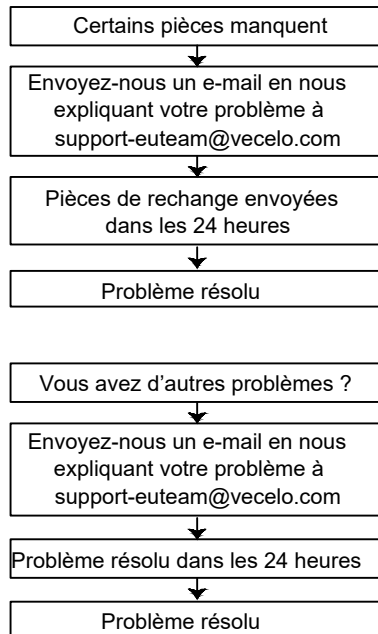 Certains pièces manquent
Envoyez-nous un e-mail en nous
expliquant votre problème à
support-euteam@vecelo.com
Pièces de rechange envoyées
dans les 24 heures
Problème résolu
Vous avez d'autres problèmes ?
Envoyez-nous un e-mail en nous
expliquant votre problème à
support-euteam@vecelo.com
Problème résolu dans les 24 heures
Problème résolu